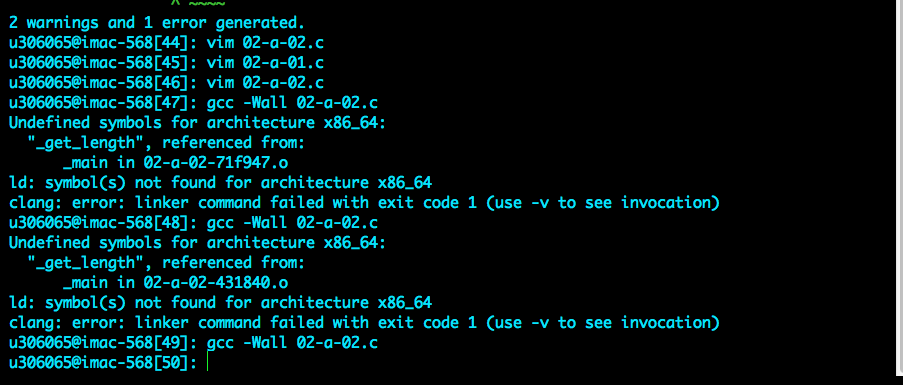 ^ ~~~~
2 warnings and 1 error generated.
u306065@imac-568[44]: vim 02-a-02.c
u306065@imac-568[45]: vim 02-a-01.c
u306065@imac-568[46]: vim 02-a-02.c
u306065@imac-568[47]: gcc -Wall 02-a-02.c
Undefined symbols for architecture x86_64:
  "_get_length", referenced from:
      _main in 02-a-02-71f947.o
ld: symbol(s) not found for architecture x86_64
clang: error: linker command failed with exit code 1 (use -v to see invocation)
u306065@imac-568[48]: gcc -Wall 02-a-02.c
Undefined symbols for architecture x86_64:
  "_get_length", referenced from:
      _main in 02-a-02-431840.o
ld: symbol(s) not found for architecture x86_64
clang: error: linker command failed with exit code 1 (use -v to see invocation)
u306065@imac-568[49]: gcc -Wall 02-a-02.c
u306065@imac-568[50]: